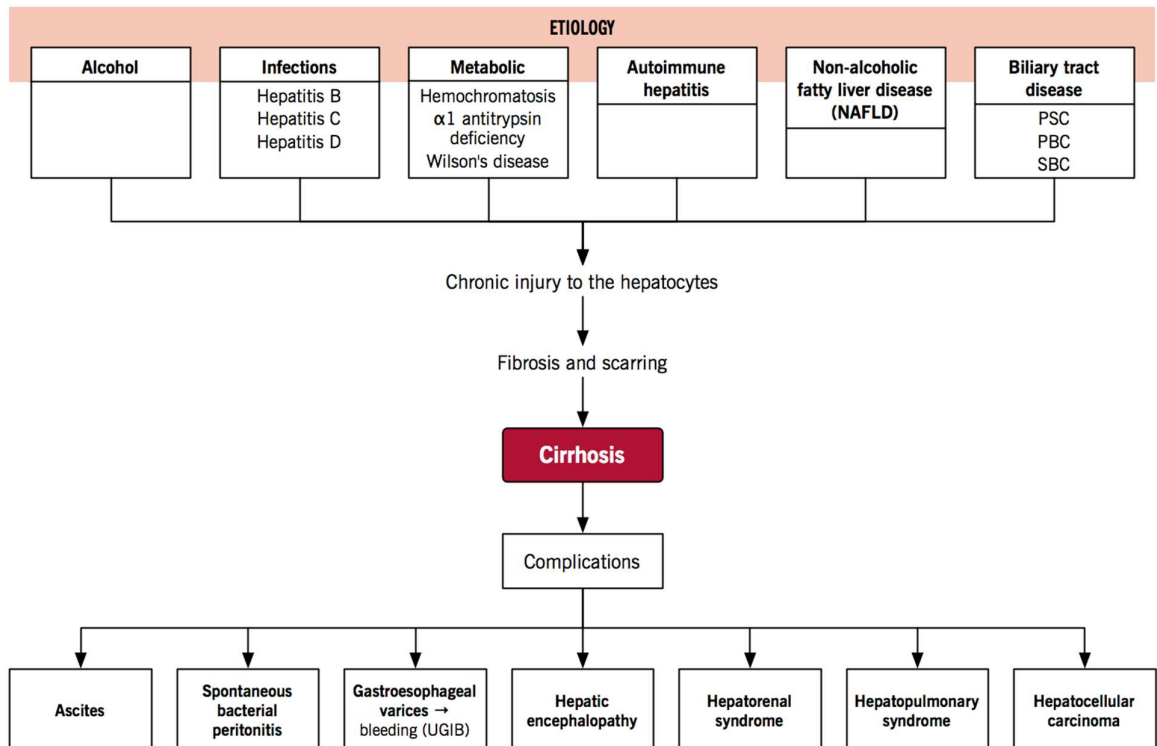 ETIOLOGY
Alcohol
Infections
Hepatitis B
Hepatitis C
Hepatitis D
Metabolic
Hemochromatosis
α1 antitrypsin
deficiency
Wilson's disease
Autoimmune
hepatitis
Non-alcoholic
fatty liver disease
(NAFLD)
Biliary tract
disease
PSC
PBC
SBC
Chronic injury to the hepatocytes
Fibrosis and scarring
Cirrhosis
Complications
Ascites
Spontaneous
bacterial
peritonitis
Gastroesophageal
varices →
bleeding (UGIB)
Hepatic
encephalopathy
Hepatorenal
syndrome
Hepatopulmonary
syndrome
Hepatocellular
carcinoma